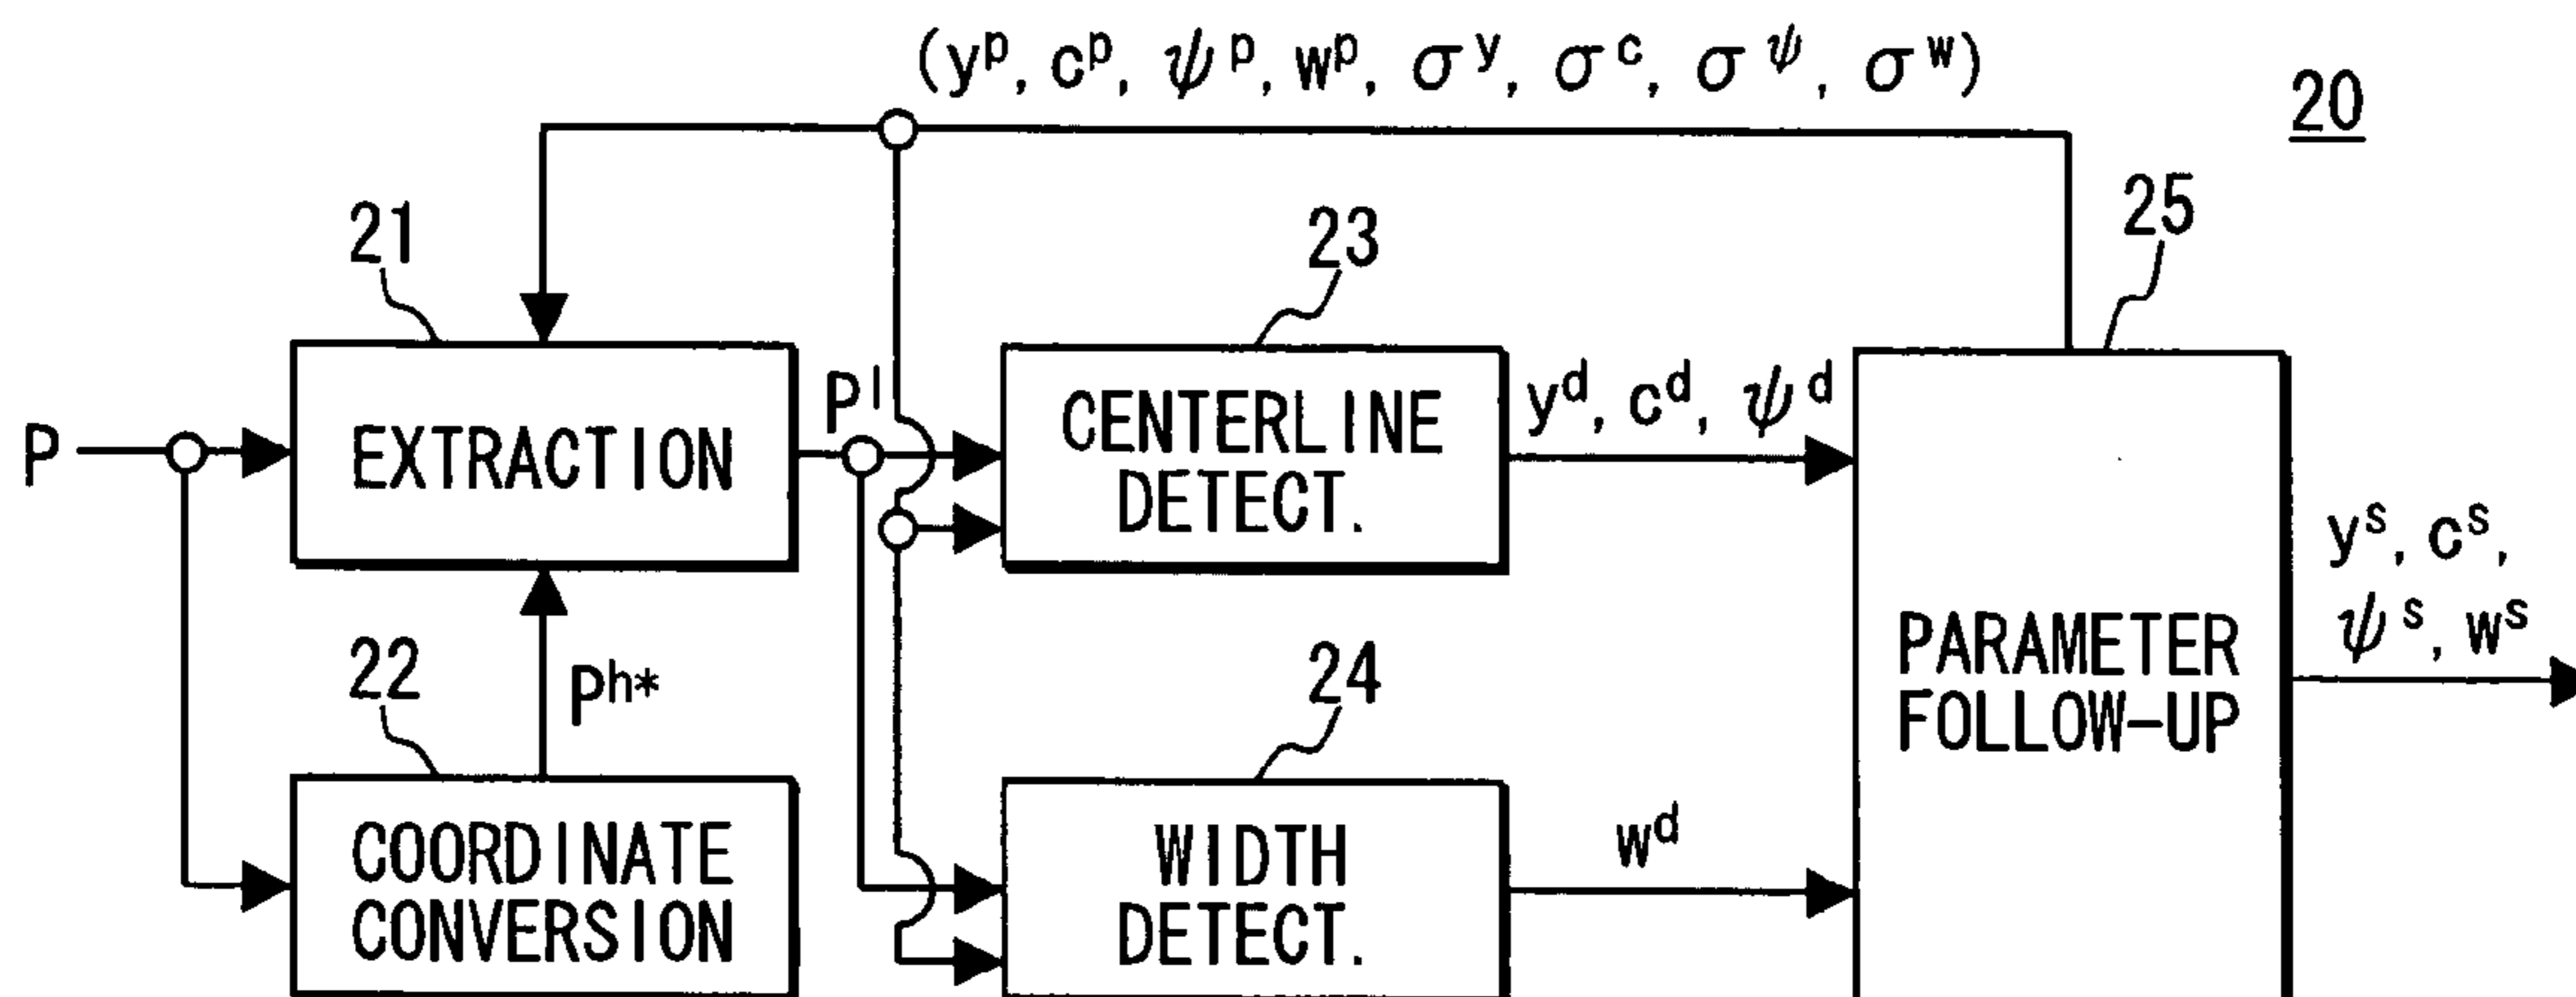 (yᵖ, cᵖ, ψᵖ, wᵖ, σʸ, σᶜ, σ^ψ, σʷ)
20
21
23
25
P
EXTRACTION
Pˡ
CENTERLINE
DETECT.
yᵈ, cᵈ, ψᵈ
yˢ, cˢ,
ψˢ, wˢ
22
Pʰ*
24
PARAMETER
FOLLOW-UP
COORDINATE
CONVERSION
WIDTH
DETECT.
wᵈ